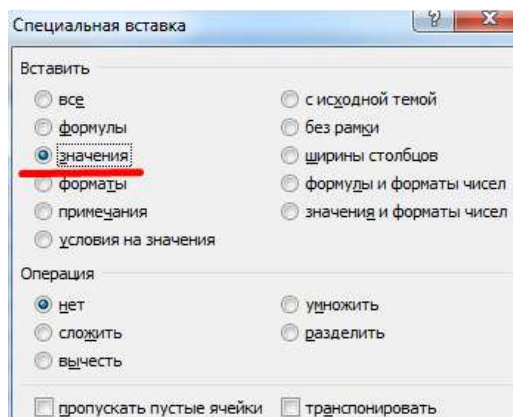 Специальная вставка
Вставить
все
формулы
значения
форматы
примечания
условия на значения
с исходной темой
без рамки
ширины столбцов
формулы и форматы чисел
значения и форматы чисел
Операция
нет
сложить
вычесть
умножить
разделить
пропускать пустые ячейки
транспонировать